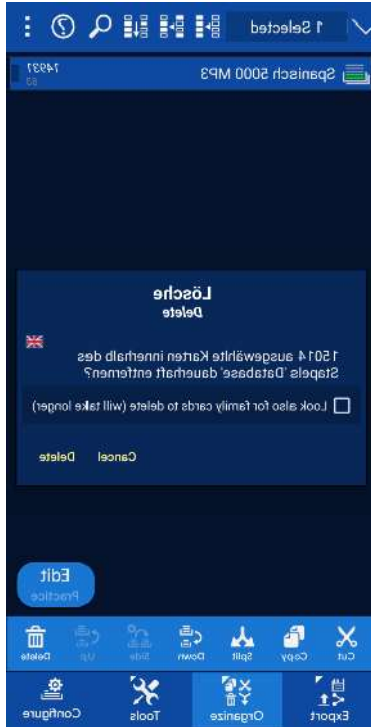 1 Selected
Spanisch 5000 MP3
14937
63
Lösche
Delete
15014 ausgewählte Karten innerhalb des
Stapels 'Database' dauerhaft entfernen?
Look also for family cards to delete (will take longer)
Cancel Delete
Edit
Practice
Cut Copy Split Down Side Up Delete
Export Organize Tools Configure